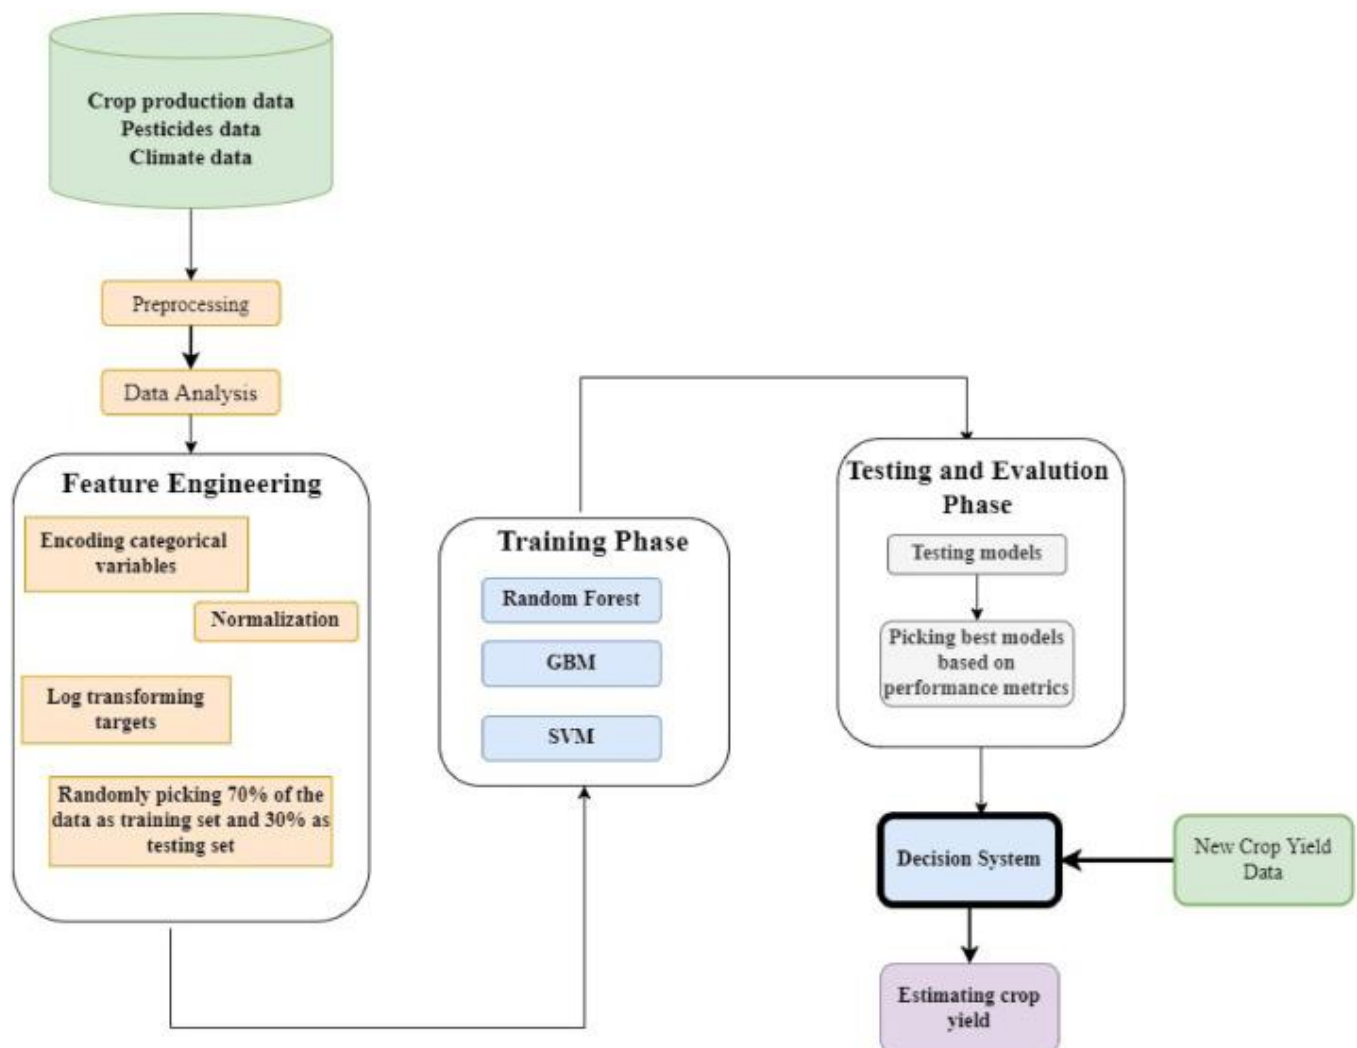 Crop production data
Pesticides data
Climate data
Preprocessing
Data Analysis
Feature Engineering
Encoding categorical
variables
Normalization
Log transforming
targets
Randomly picking 70% of the
data as training set and 30% as
testing set
Training Phase
Random Forest
GBM
SVM
Testing and Evalution
Phase
Testing models
Picking best models
based on
performance metrics
Decision System
New Crop Yield
Data
Estimating crop
yield